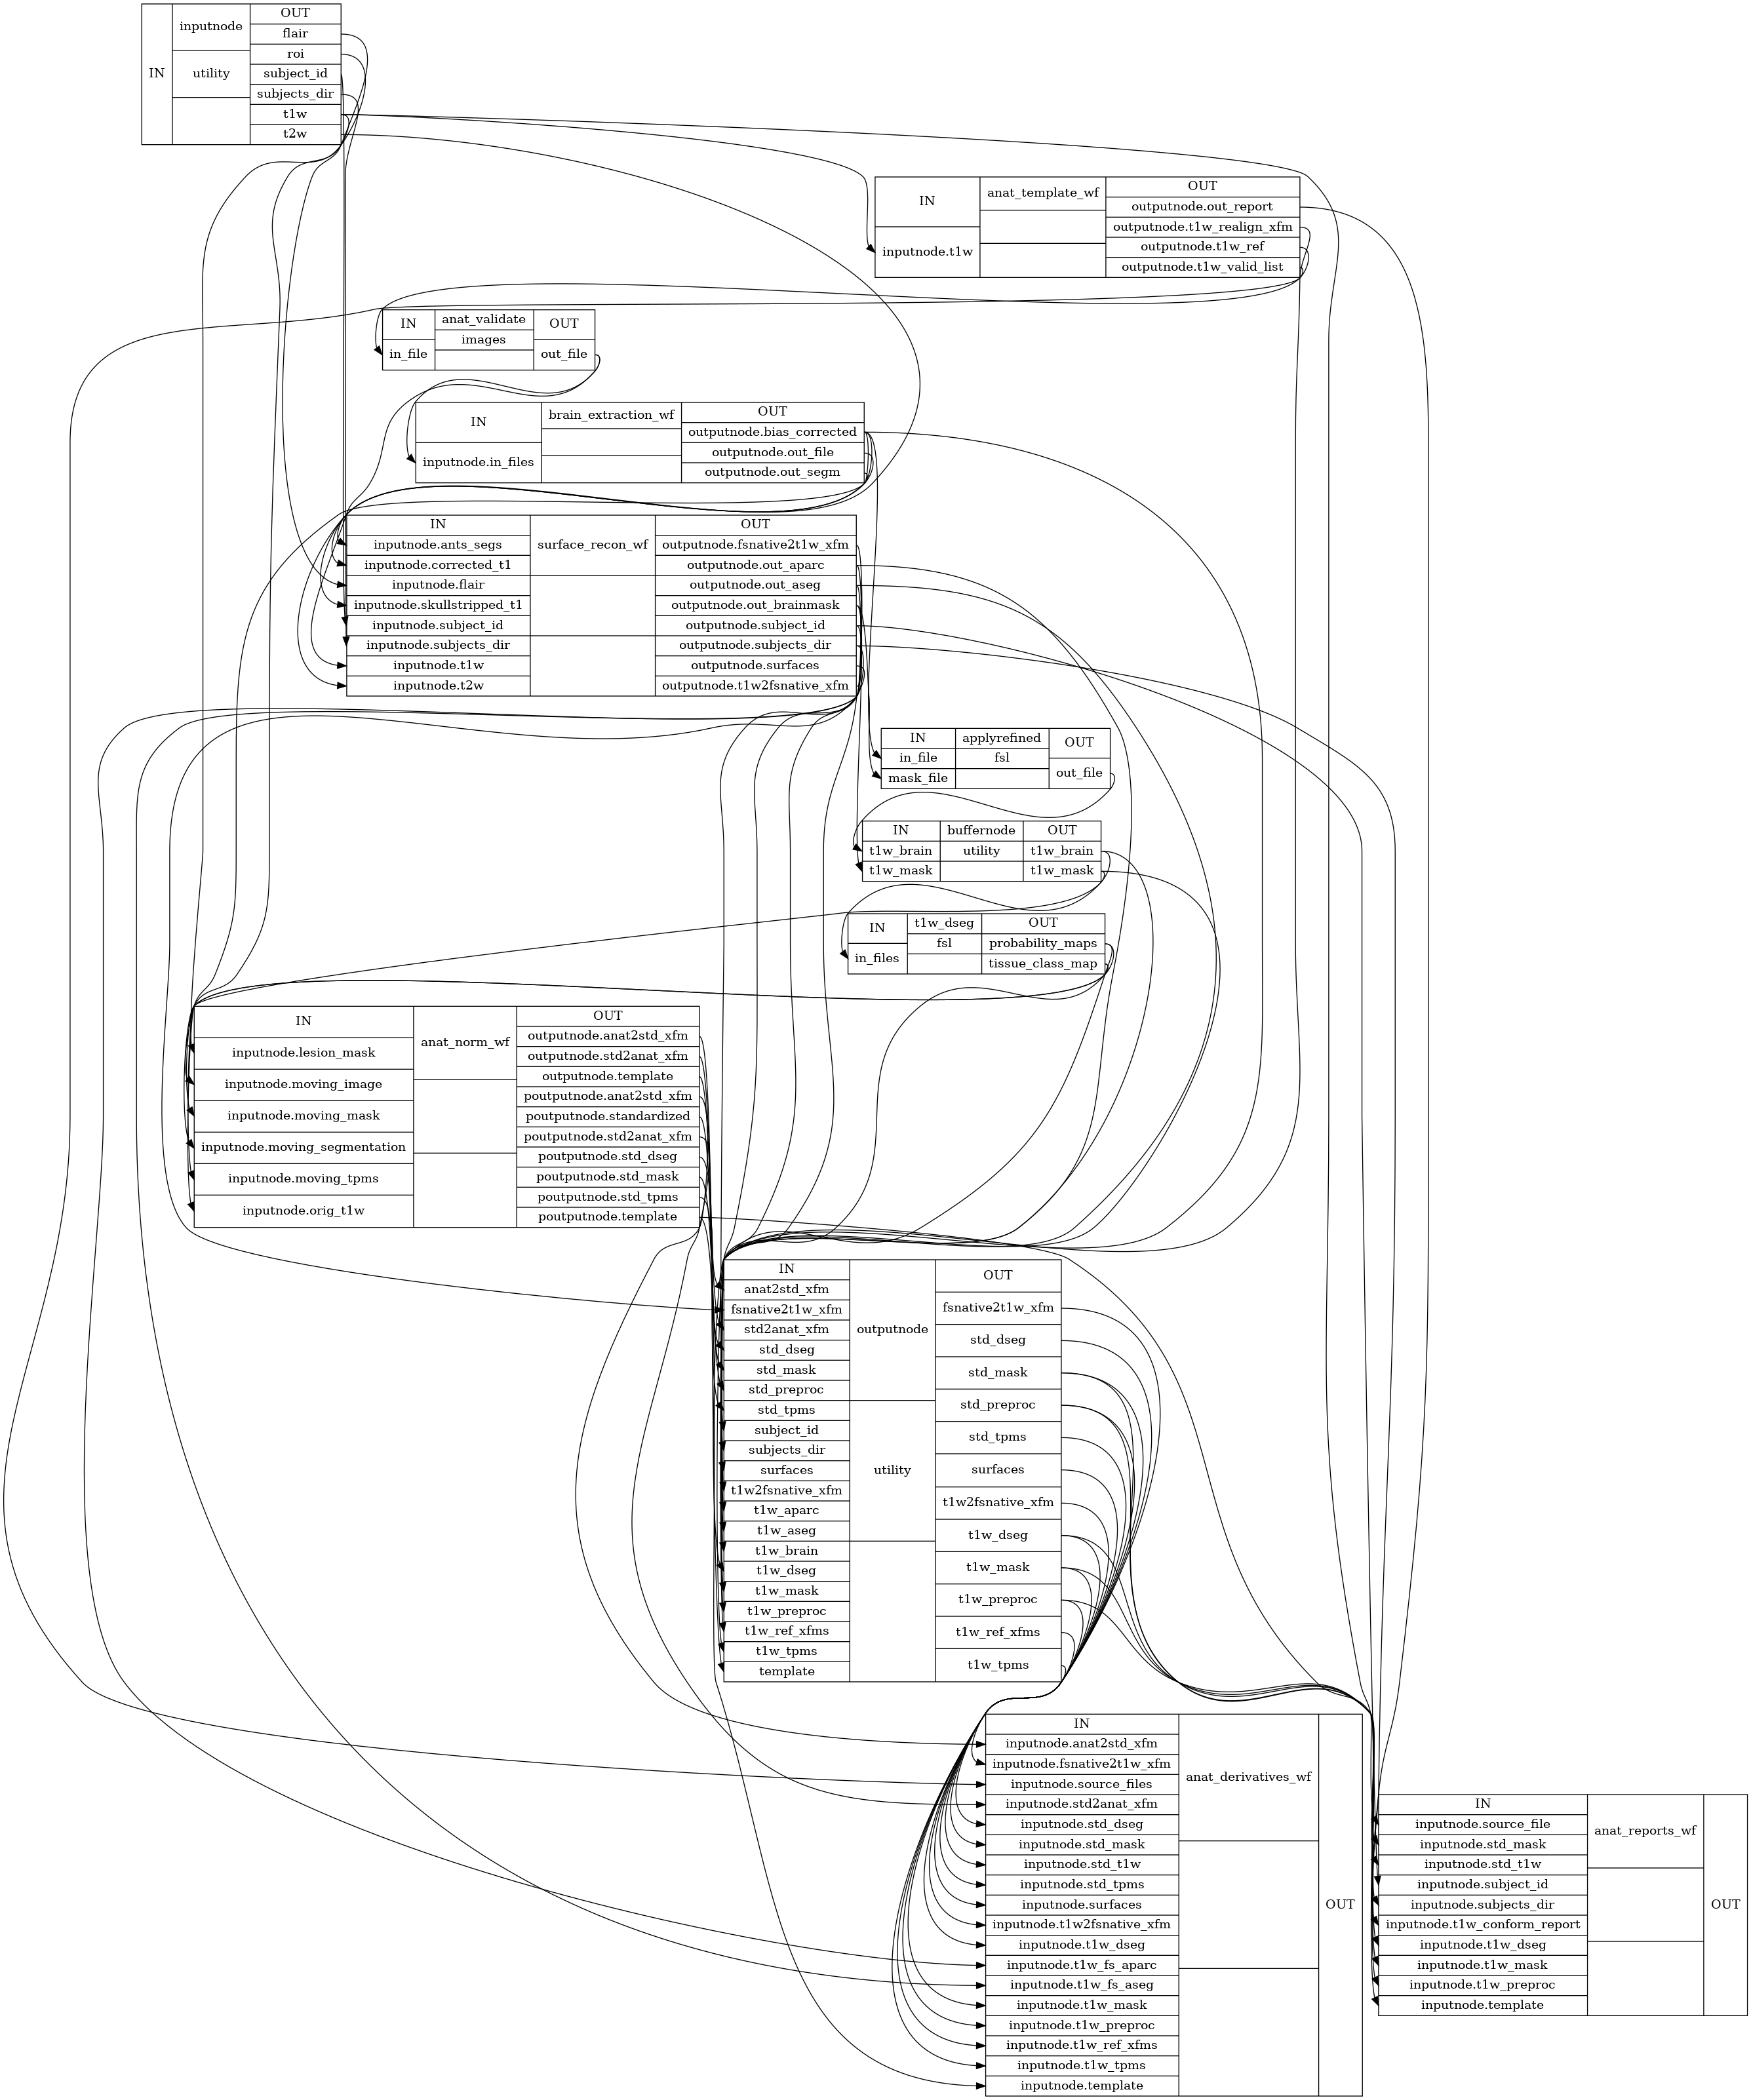 IN
inputnode
utility
OUT
flair
roi
subject_id
subjects_dir
t1w
t2w
IN
inputnode.t1w
anat_template_wf
OUT
outputnode.out_report
outputnode.t1w_realign_xfm
outputnode.t1w_ref
outputnode.t1w_valid_list
IN
in_file
anat_validate
images
OUT
out_file
IN
inputnode.in_files
brain_extraction_wf
OUT
outputnode.bias_corrected
outputnode.out_file
outputnode.out_segm
IN
inputnode.ants_segs
inputnode.corrected_t1
inputnode.flair
inputnode.skullstripped_t1
inputnode.subject_id
inputnode.subjects_dir
inputnode.t1w
inputnode.t2w
surface_recon_wf
OUT
outputnode.fsnative2t1w_xfm
outputnode.out_aparc
outputnode.out_aseg
outputnode.out_brainmask
outputnode.subject_id
outputnode.subjects_dir
outputnode.surfaces
outputnode.t1w2fsnative_xfm
IN
in_file
mask_file
applyrefined
fsl
OUT
out_file
IN
t1w_brain
t1w_mask
buffernode
utility
OUT
t1w_brain
t1w_mask
IN
in_files
t1w_dseg
fsl
OUT
probability_maps
tissue_class_map
IN
inputnode.lesion_mask
inputnode.moving_image
inputnode.moving_mask
inputnode.moving_segmentation
inputnode.moving_tpms
inputnode.orig_t1w
anat_norm_wf
OUT
outputnode.anat2std_xfm
outputnode.std2anat_xfm
outputnode.template
poutputnode.anat2std_xfm
poutputnode.standardized
poutputnode.std2anat_xfm
poutputnode.std_dseg
poutputnode.std_mask
poutputnode.std_tpms
poutputnode.template
IN
anat2std_xfm
fsnative2t1w_xfm
std2anat_xfm
std_dseg
std_mask
std_preproc
std_tpms
subject_id
subjects_dir
surfaces
t1w2fsnative_xfm
t1w_aparc
t1w_aseg
t1w_brain
t1w_dseg
t1w_mask
t1w_preproc
t1w_ref_xfms
t1w_tpms
template
outputnode
utility
OUT
fsnative2t1w_xfm
std_dseg
std_mask
std_preproc
std_tpms
surfaces
t1w2fsnative_xfm
t1w_dseg
t1w_mask
t1w_preproc
t1w_ref_xfms
t1w_tpms
IN
inputnode.anat2std_xfm
inputnode.fsnative2t1w_xfm
inputnode.source_files
inputnode.std2anat_xfm
inputnode.std_dseg
inputnode.std_mask
inputnode.std_t1w
inputnode.std_tpms
inputnode.surfaces
inputnode.t1w2fsnative_xfm
inputnode.t1w_dseg
inputnode.t1w_fs_aparc
inputnode.t1w_fs_aseg
inputnode.t1w_mask
inputnode.t1w_preproc
inputnode.t1w_ref_xfms
inputnode.t1w_tpms
inputnode.template
anat_derivatives_wf
OUT
IN
inputnode.source_file
inputnode.std_mask
inputnode.std_t1w
inputnode.subject_id
inputnode.subjects_dir
inputnode.t1w_conform_report
inputnode.t1w_dseg
inputnode.t1w_mask
inputnode.t1w_preproc
inputnode.template
anat_reports_wf
OUT